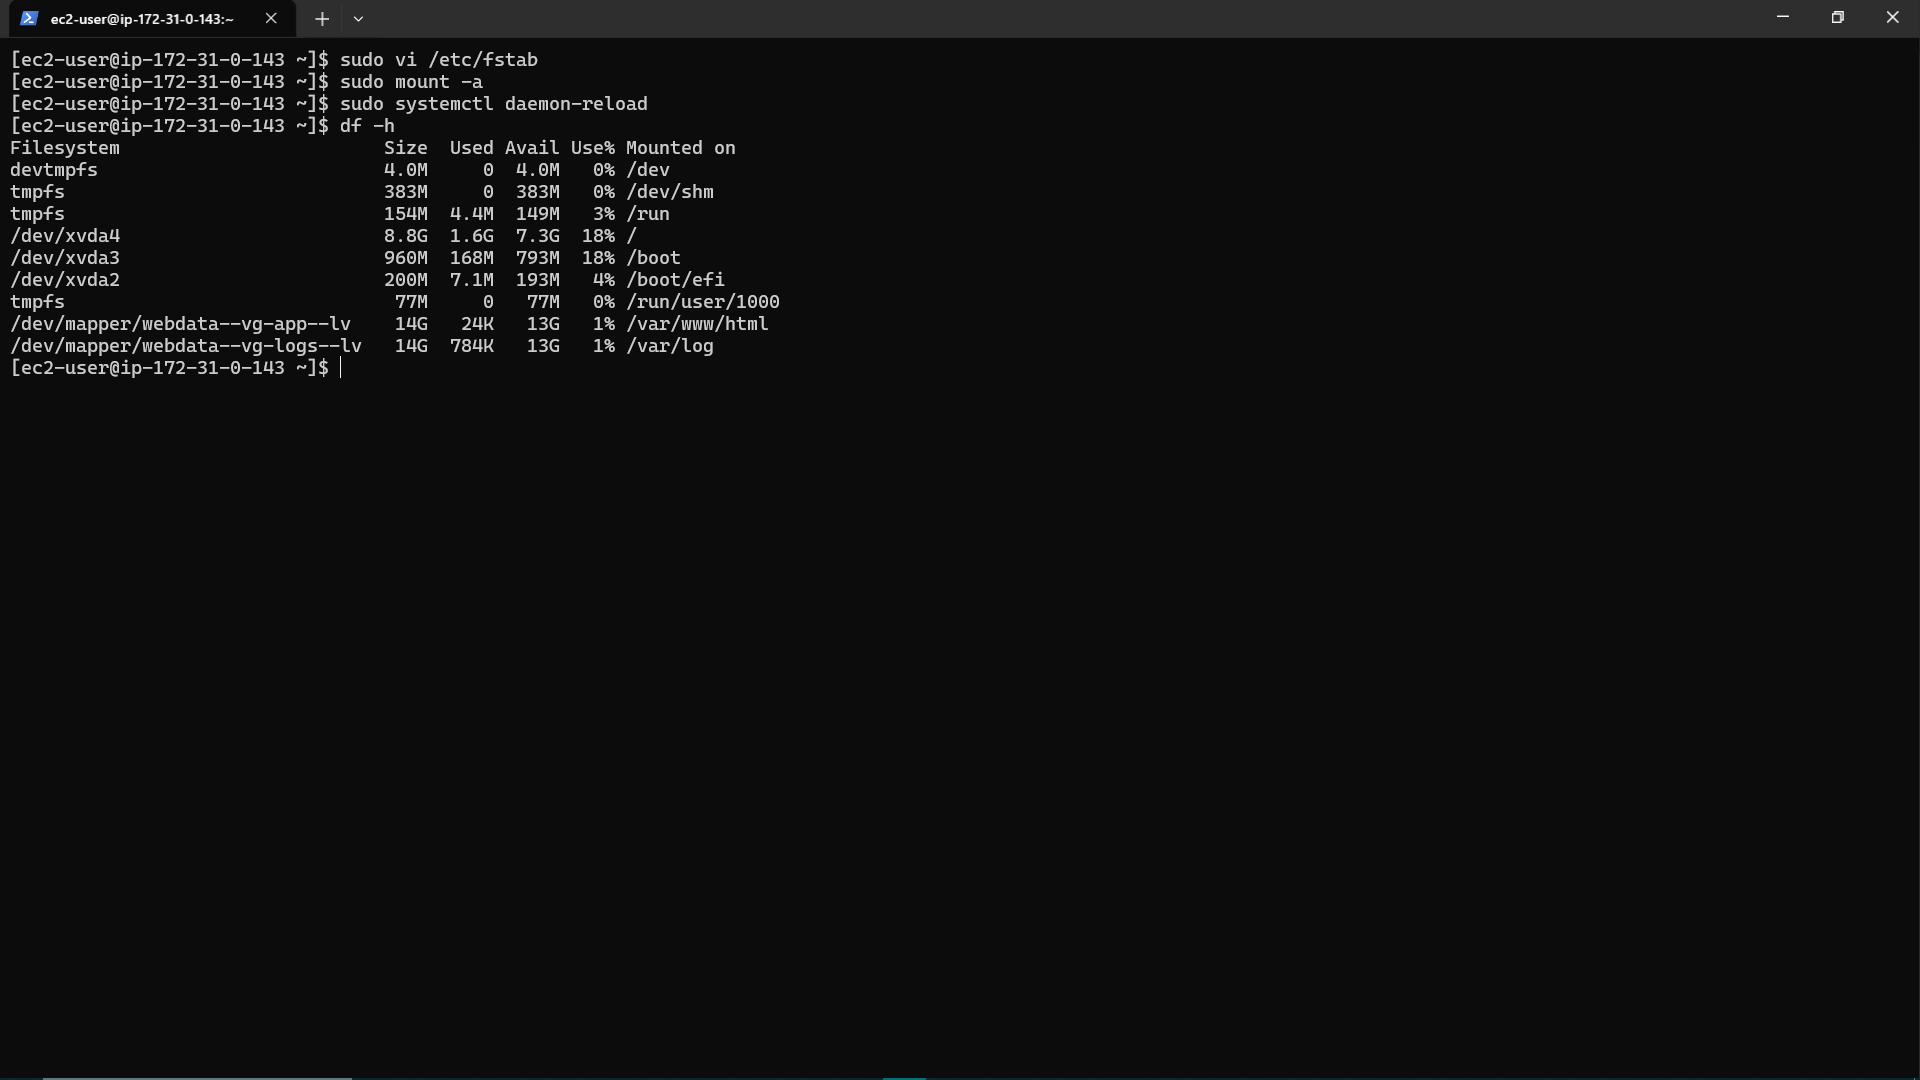 ec2-user@ip-172-31-0-143:~
[ec2-user@ip-172-31-0-143 ~]$ sudo vi /etc/fstab
[ec2-user@ip-172-31-0-143 ~]$ sudo mount -a
[ec2-user@ip-172-31-0-143 ~]$ sudo systemctl daemon-reload
[ec2-user@ip-172-31-0-143 ~]$ df -h
Filesystem                        Size  Used Avail Use% Mounted on
devtmpfs                          4.0M     0  4.0M   0% /dev
tmpfs                             383M     0  383M   0% /dev/shm
tmpfs                             154M  4.4M  149M   3% /run
/dev/xvda4                        8.8G  1.6G  7.3G  18% /
/dev/xvda3                        960M  168M  793M  18% /boot
/dev/xvda2                        200M  7.1M  193M   4% /boot/efi
tmpfs                              77M     0   77M   0% /run/user/1000
/dev/mapper/webdata--vg-app--lv    14G   24K   13G   1% /var/www/html
/dev/mapper/webdata--vg-logs--lv   14G  784K   13G   1% /var/log
[ec2-user@ip-172-31-0-143 ~]$